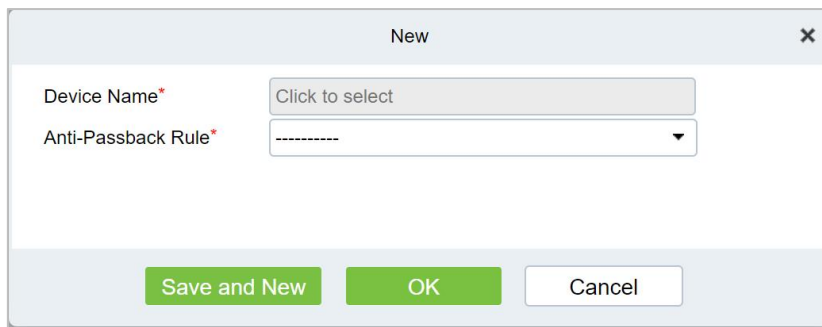 New
Device Name*
Click to select
Anti-Passback Rule*
----------
Save and New
OK
Cancel